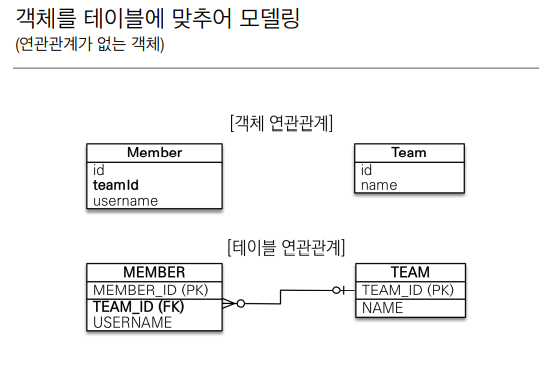 객체를 테이블에 맞추어 모델링
(연관관계가 없는 객체)
[객체 연관관계]
Member
id
teamId
username
Team
id
name
[테이블 연관관계]
MEMBER
MEMBER_ID (PK)
TEAM_ID (FK)
USERNAME
TEAM
TEAM_ID (PK)
NAME